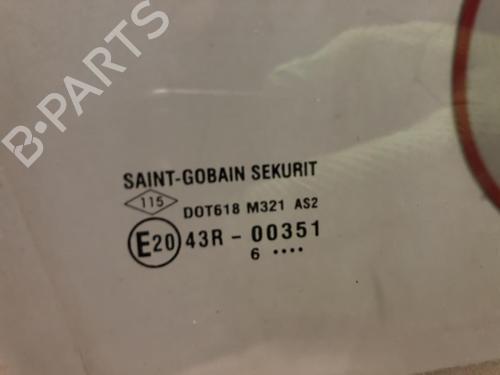 B-PARTS
SAINT-GOBAIN SEKURIT
115 DOT618 M321 AS2
E20 43R - 00351
6 ····